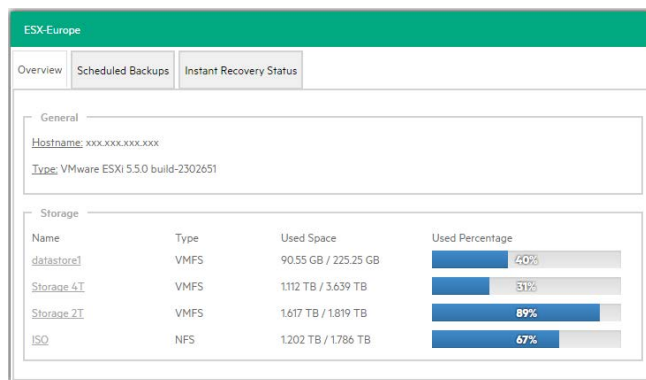 ESX-Europe
Overview Scheduled Backups Instant Recovery Status
General
Hostname: xxx.xxx.xxx.xxx
Type: VMware ESXi 5.5.0 build-2302651
Storage
Name Type Used Space Used Percentage
datastore1 VMFS 90.55 GB / 225.25 GB 40%
Storage 4T VMFS 1.112 TB / 3.639 TB 31%
Storage 2T VMFS 1.617 TB / 1.819 TB 89%
ISO NFS 1.202 TB / 1.786 TB 67%